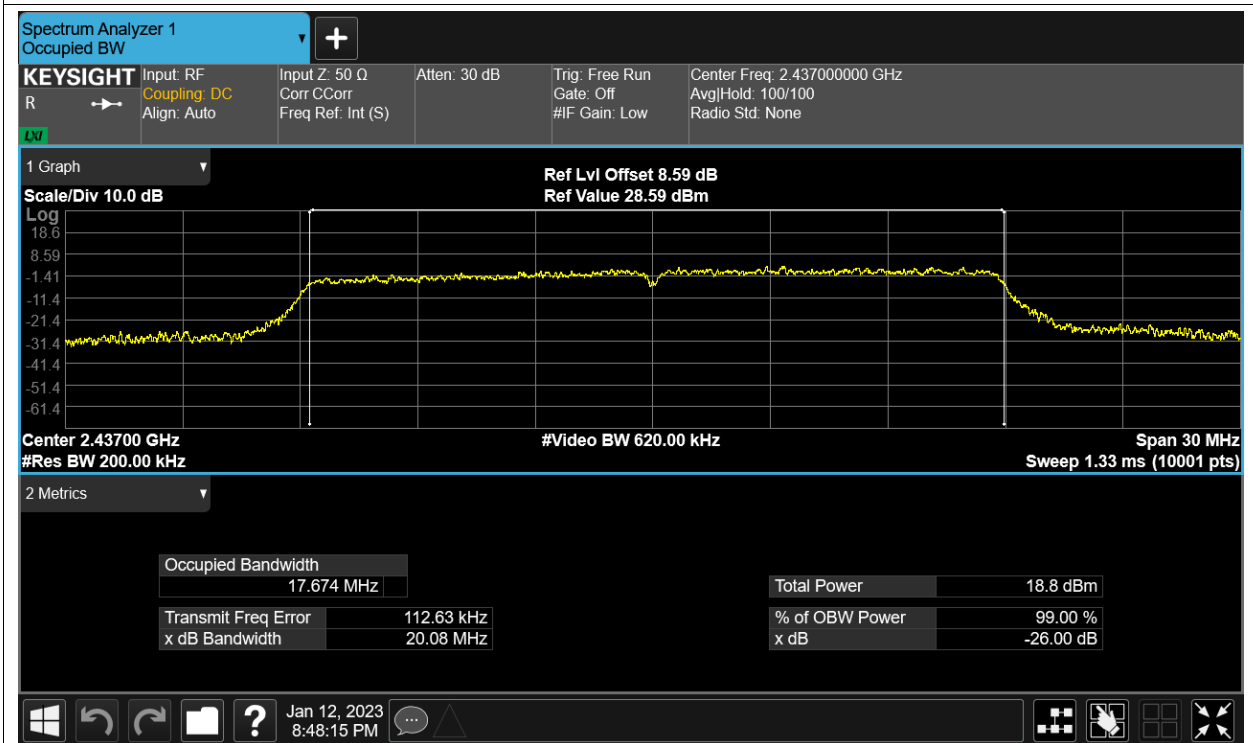 Spectrum Analyzer 1
Occupied BW
KEYSIGHT
R
LXI
Input: RF
Coupling: DC
Align: Auto
Input Z: 50 Ω
Corr CCorr
Freq Ref: Int (S)
Atten: 30 dB
Trig: Free Run
Gate: Off
#IF Gain: Low
Center Freq: 2.437000000 GHz
Avg|Hold: 100/100
Radio Std: None
1 Graph
Scale/Div 10.0 dB
Ref Lvl Offset 8.59 dB
Ref Value 28.59 dBm
Log
18.6
8.59
-1.41
-11.4
-21.4
-31.4
-41.4
-51.4
-61.4
Center 2.43700 GHz
#Res BW 200.00 kHz
#Video BW 620.00 kHz
Span 30 MHz
Sweep 1.33 ms (10001 pts)
2 Metrics
Occupied Bandwidth
17.674 MHz
Transmit Freq Error 112.63 kHz
x dB Bandwidth 20.08 MHz
Total Power 18.8 dBm
% of OBW Power 99.00 %
x dB -26.00 dB
?
Jan 12, 2023
8:48:15 PM